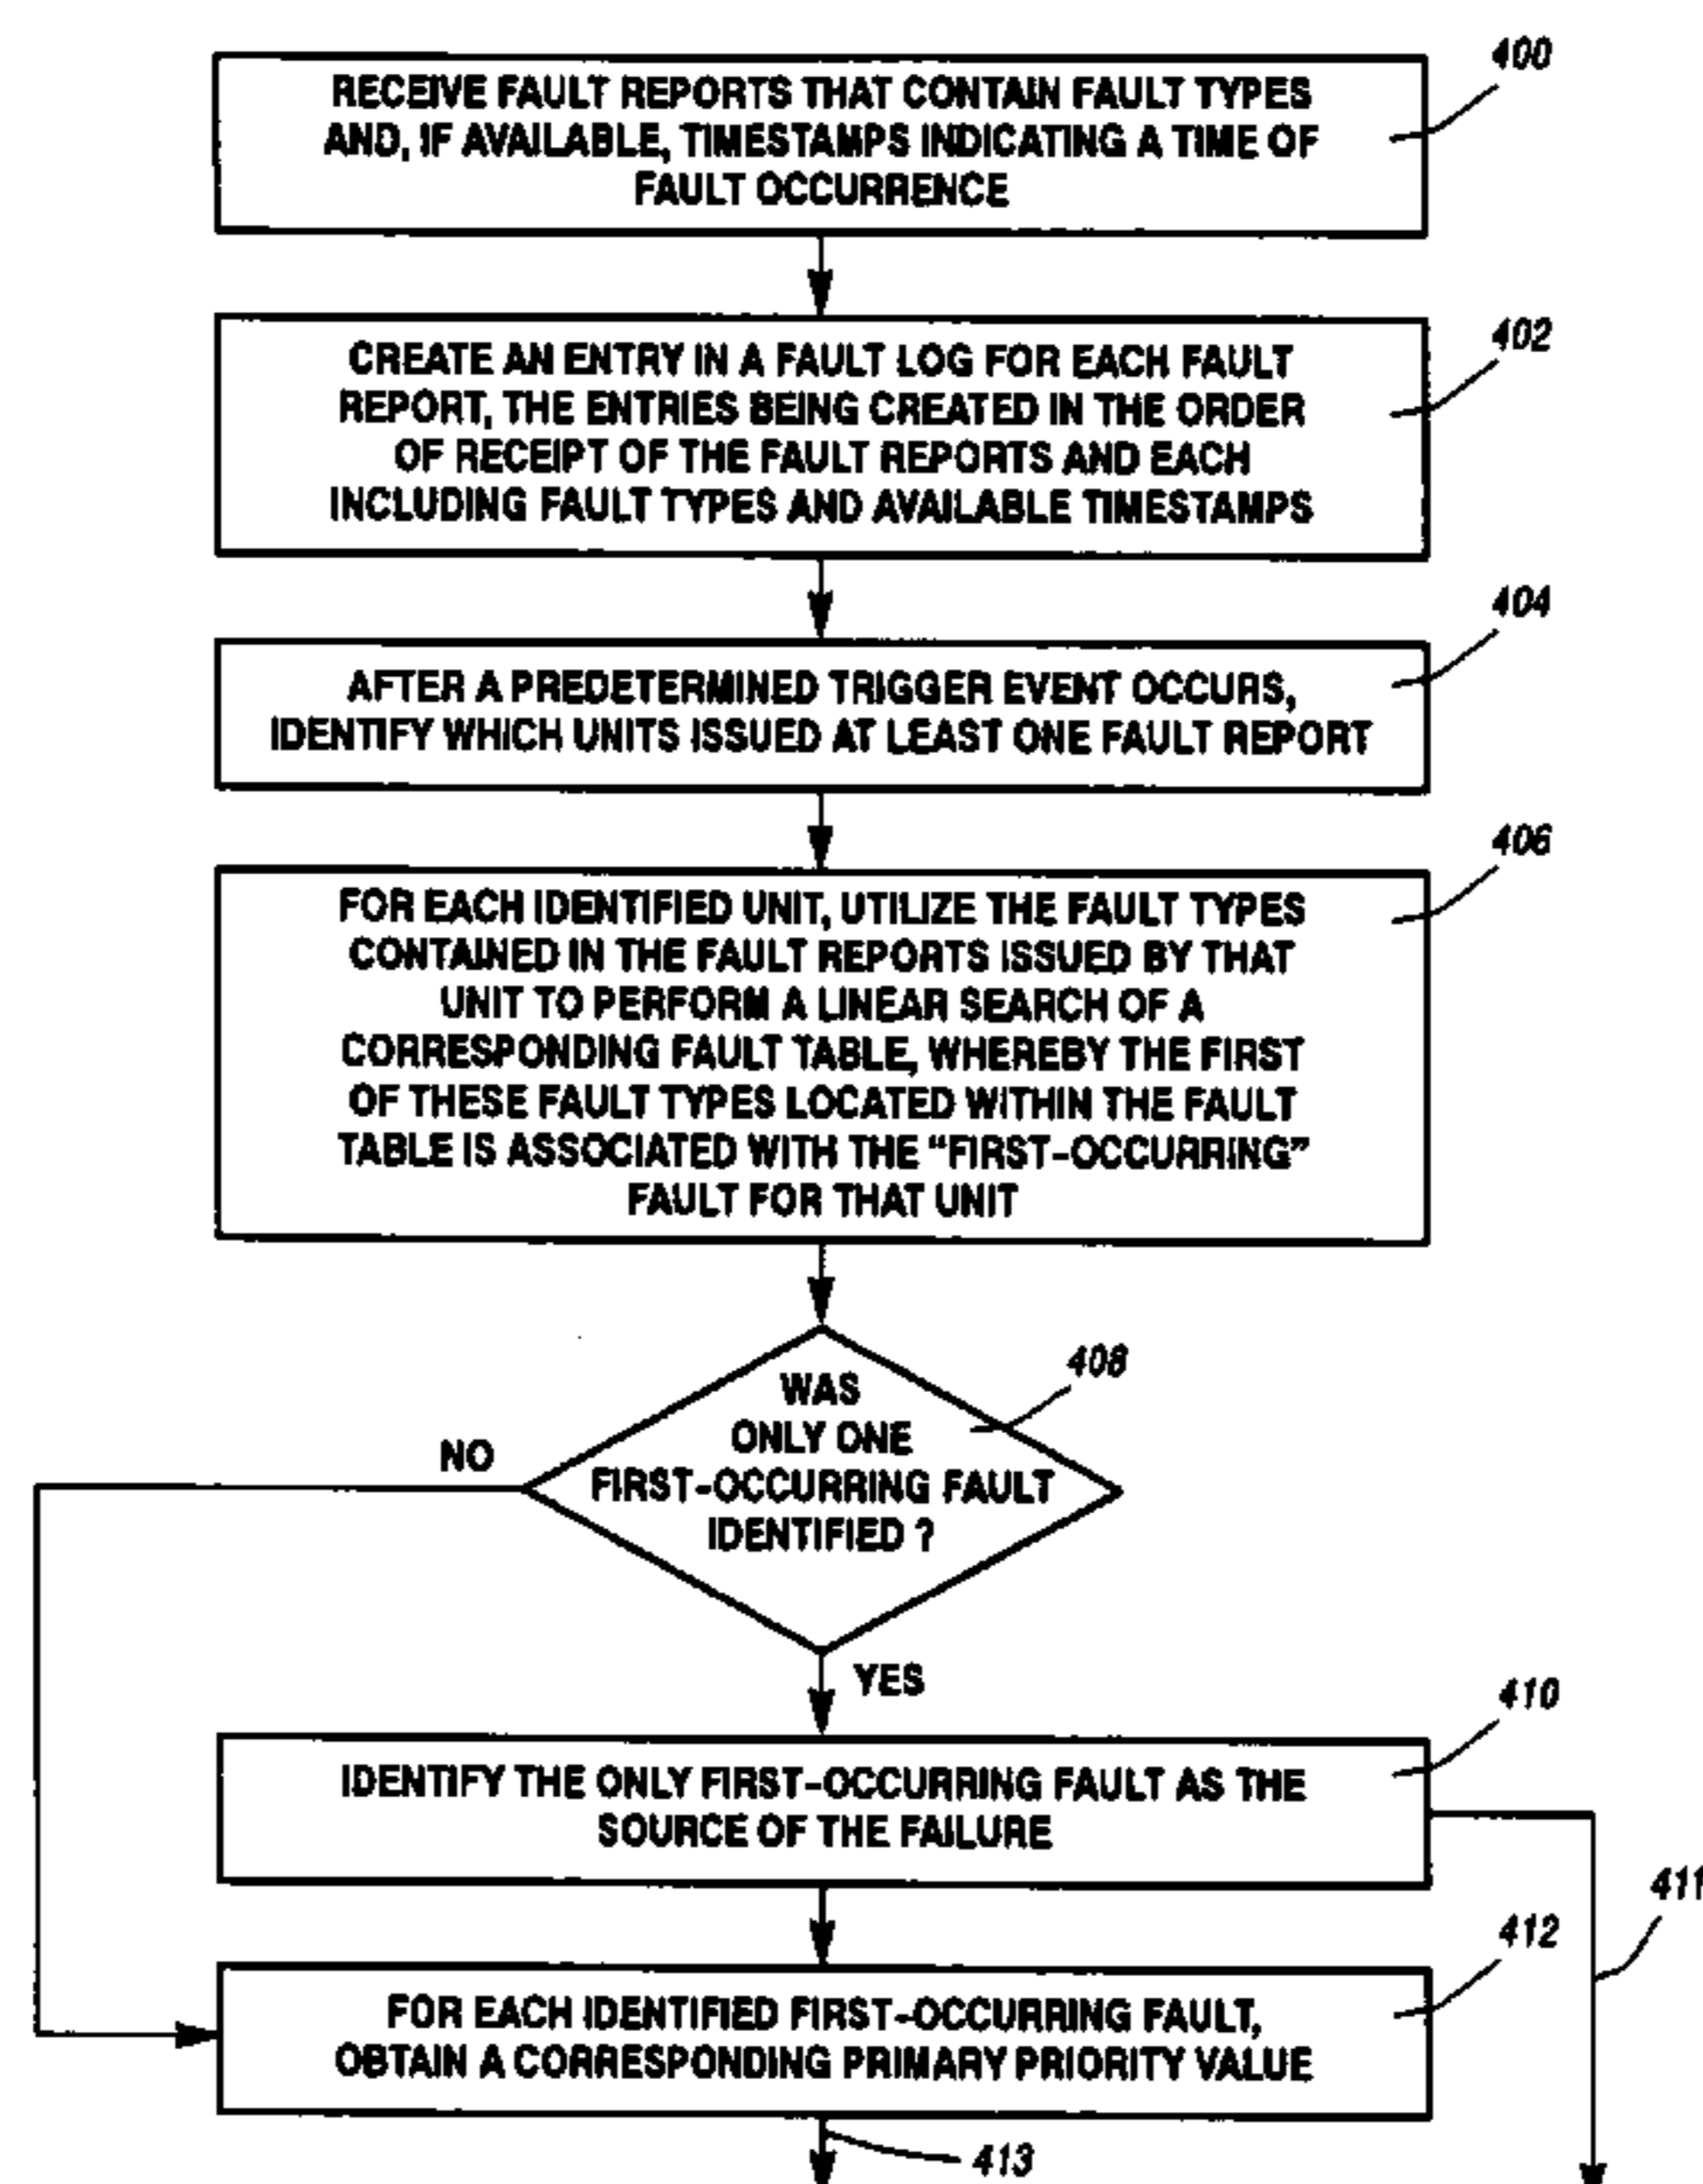 400
RECEIVE FAULT REPORTS THAT CONTAIN FAULT TYPES
AND, IF AVAILABLE, TIMESTAMPS INDICATING A TIME OF
FAULT OCCURRENCE
402
CREATE AN ENTRY IN A FAULT LOG FOR EACH FAULT
REPORT, THE ENTRIES BEING CREATED IN THE ORDER
OF RECEIPT OF THE FAULT REPORTS AND EACH
INCLUDING FAULT TYPES AND AVAILABLE TIMESTAMPS
404
AFTER A PREDETERMINED TRIGGER EVENT OCCURS,
IDENTIFY WHICH UNITS ISSUED AT LEAST ONE FAULT REPORT
406
FOR EACH IDENTIFIED UNIT, UTILIZE THE FAULT TYPES
CONTAINED IN THE FAULT REPORTS ISSUED BY THAT
UNIT TO PERFORM A LINEAR SEARCH OF A
CORRESPONDING FAULT TABLE, WHEREBY THE FIRST
OF THESE FAULT TYPES LOCATED WITHIN THE FAULT
TABLE IS ASSOCIATED WITH THE “FIRST-OCCURRING”
FAULT FOR THAT UNIT
408
WAS
ONLY ONE
FIRST-OCCURRING FAULT
IDENTIFIED ?
NO
YES
410
IDENTIFY THE ONLY FIRST-OCCURRING FAULT AS THE
SOURCE OF THE FAILURE
411
412
FOR EACH IDENTIFIED FIRST-OCCURRING FAULT,
OBTAIN A CORRESPONDING PRIMARY PRIORITY VALUE
413